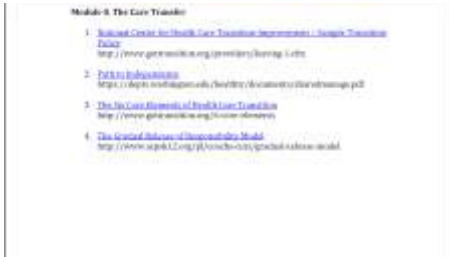 Module 8 The Care Transfer
1. National Center for Health Care Transition Improvement - Sample Transition
Policy
http://www.gottransition.org/providers/leaving-1.cfm
2. Path to Independence
3. The Six Core Elements of Health Care Transition
http://www.gottransition.org/6-core-elements
4. The Gradual Release of Responsibility Model